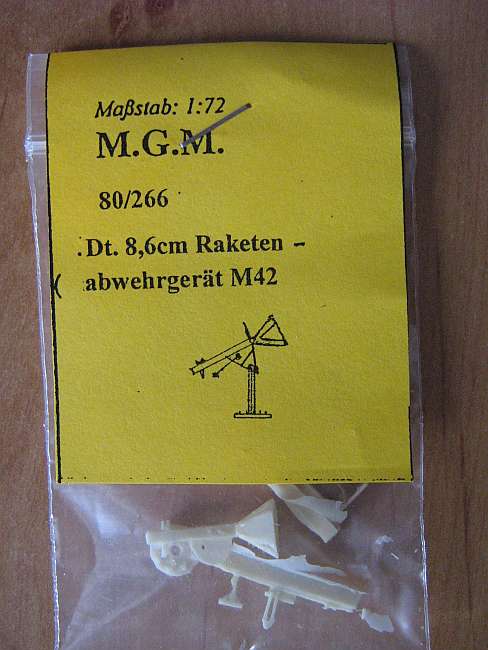 Maßstab: 1:72
M.G.M.
80/266
Dt. 8,6cm Raketen –
abwehrgerät M42